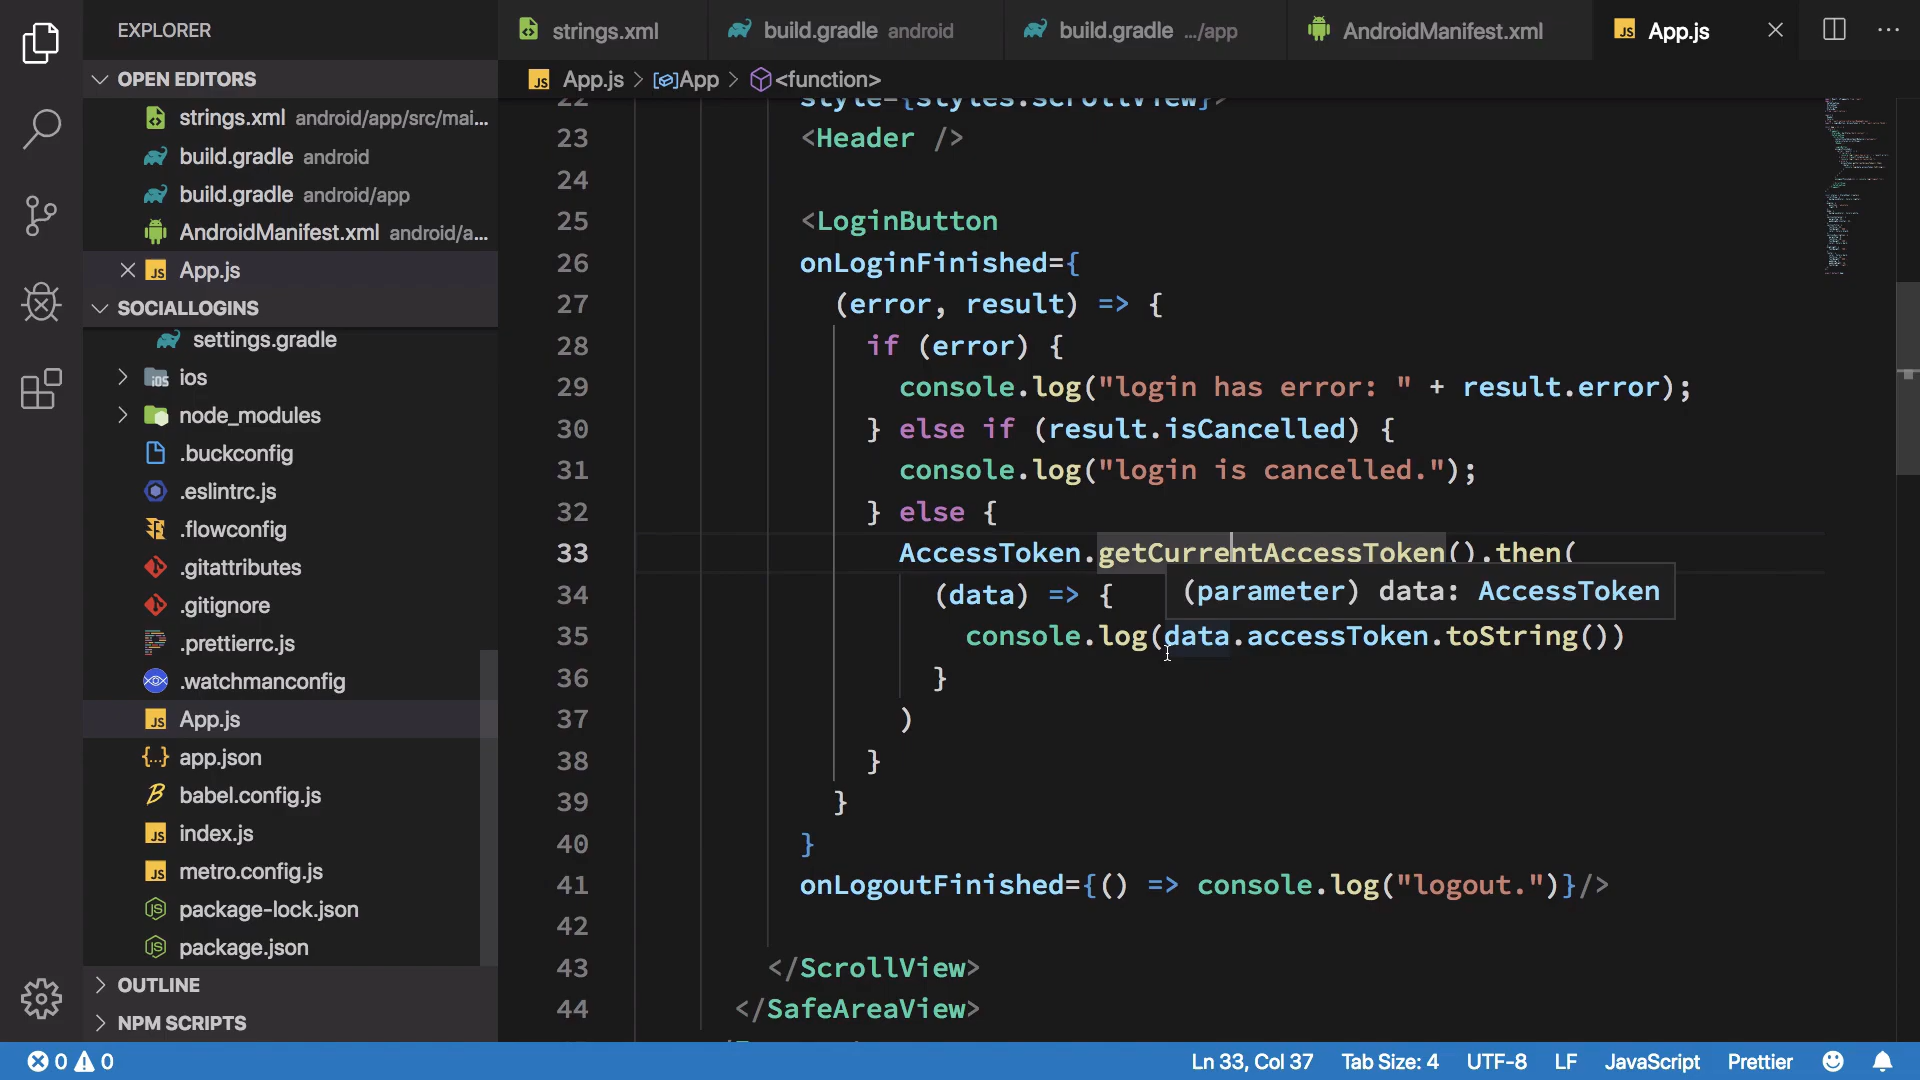 EXPLORER
OPEN EDITORS
strings.xml android/app/src/mai...
build.gradle android
build.gradle android/app
AndroidManifest.xml android/a...
App.js
SOCIALLOGINS
settings.gradle
ios
node_modules
.buckconfig
.eslintrc.js
.flowconfig
.gitattributes
.gitignore
.prettierrc.js
.watchmanconfig
App.js
app.json
babel.config.js
index.js
metro.config.js
package-lock.json
package.json
OUTLINE
NPM SCRIPTS
strings.xml build.gradle android build.gradle .../app AndroidManifest.xml App.js
App.js > App > <function>
22 style={styles.scrollView}>
23 <Header />
24
25 <LoginButton
26 onLoginFinished={
27 (error, result) => {
28 if (error) {
29 console.log("login has error: " + result.error);
30 } else if (result.isCancelled) {
31 console.log("login is cancelled.");
32 } else {
33 AccessToken.getCurrentAccessToken().then(
34 (data) => {
(parameter) data: AccessToken
35 console.log(data.accessToken.toString())
36 }
37 )
38 }
39 }
40 }
41 onLogoutFinished={() => console.log("logout.")}/>
42
43 </ScrollView>
44 </SafeAreaView>
0 0 Ln 33, Col 37 Tab Size: 4 UTF-8 LF JavaScript Prettier